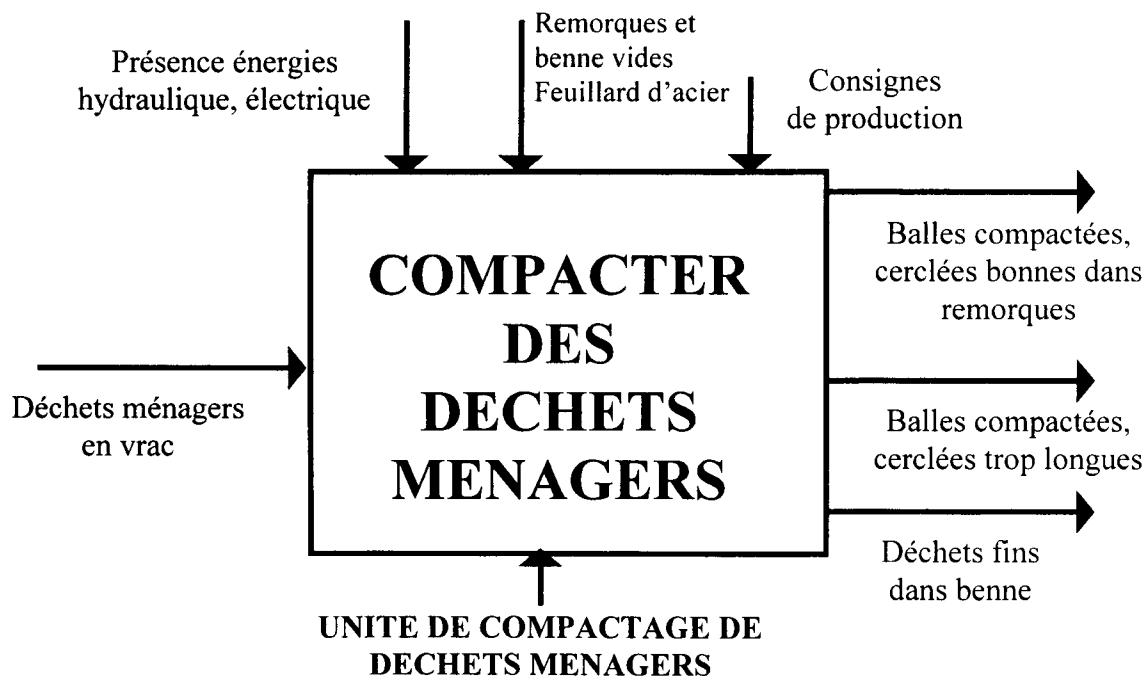 Présence énergies
hydraulique, électrique
Remorques et
benne vides
Feuillard d'acier
Consignes
de production
Déchets ménagers
en vrac
COMPACTER
DES
DECHETS
MENAGERS
Balles compactées,
cerclées bonnes dans
remorques
Balles compactées,
cerclées trop longues
Déchets fins
dans benne
UNITE DE COMPACTAGE DE
DECHETS MENAGERS